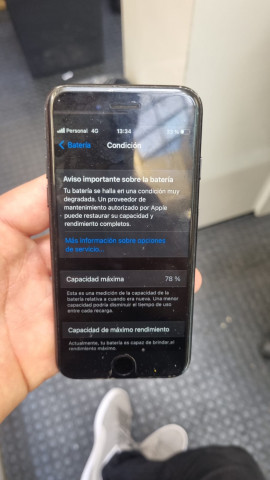 Personal 4G 13:34
Batería Condición
Aviso importante sobre la batería
Tu batería se halla en una condición muy
degradada. Un proveedor de
mantenimiento autorizado por Apple
puede restaurar su capacidad y
rendimiento completos.
Más información sobre opciones
de servicio...
Capacidad máxima 78 %
Esta es una medición de la capacidad de la
batería relativa a cuando era nueva. Una menor
capacidad podría disminuir el tiempo de uso
entre cada recarga.
Capacidad de máximo rendimiento
Actualmente, tu batería es capaz de brindar el
rendimiento máximo.